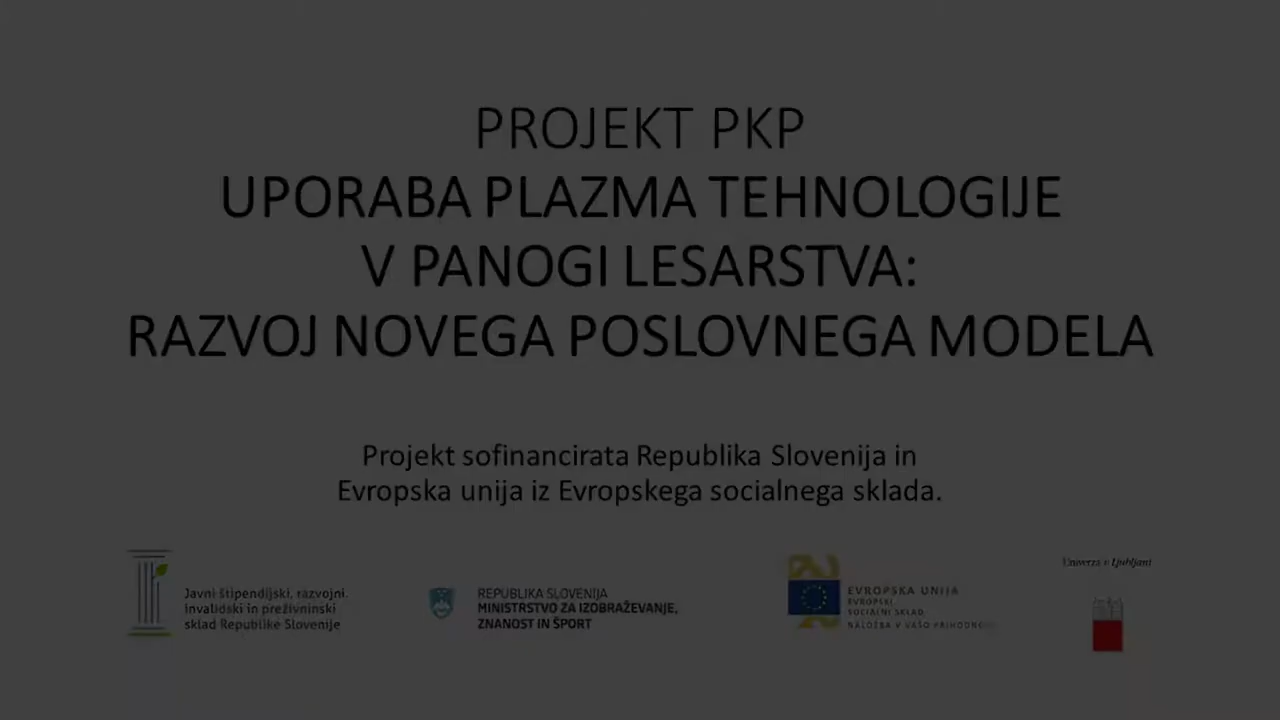 PROJEKT PKP
UPORABA PLAZMA TEHNOLOGIJE
V PANOGI LESARSTVA:
RAZVOJ NOVEGA POSLOVNEGA MODELA
Projekt sofinancirata Republika Slovenija in
Evropska unija iz Evropskega socialnega sklada.
Javni štipendijski, razvojni,
invalidski in preživninski
sklad Republike Slovenije
REPUBLIKA SLOVENIJA
MINISTRSTVO ZA IZOBRAŽEVANJE,
ZNANOST IN ŠPORT
EVROPSKA UNIJA
EVROPSKI
SOCIALNI SKLAD
NALOŽBA V VAŠO PRIHODNOST
Univerza v Ljubljani